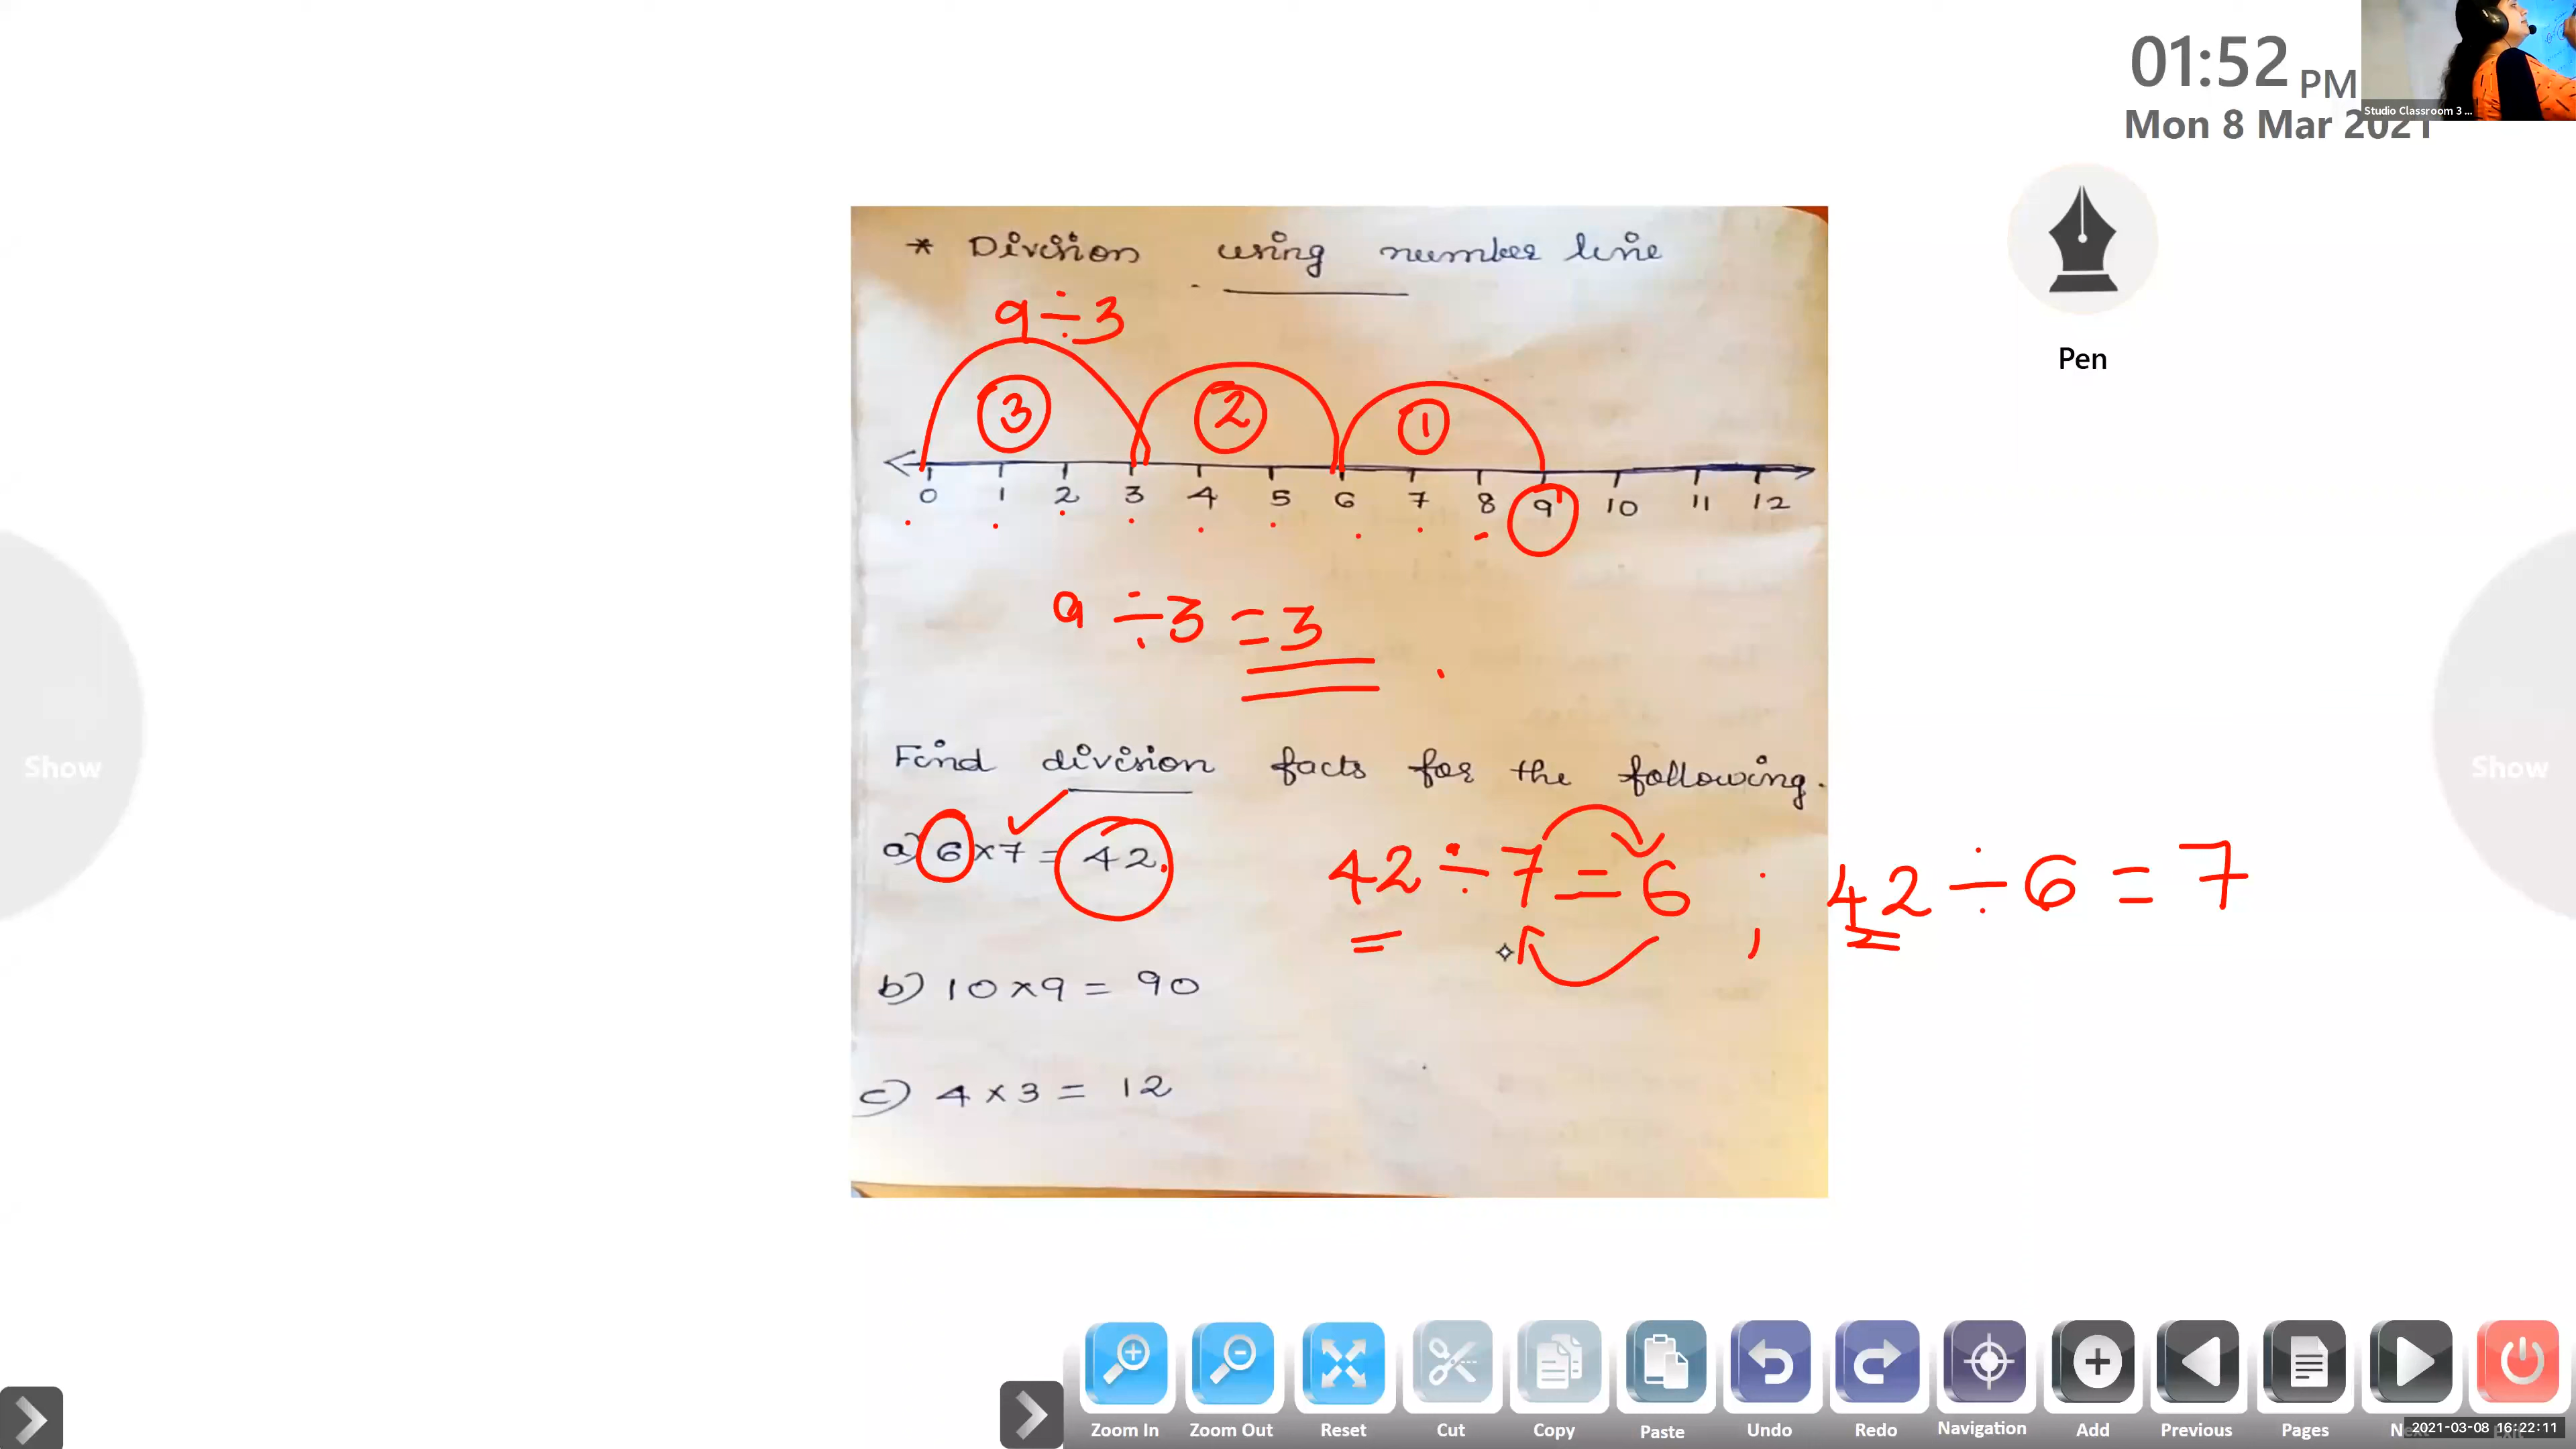 01:52 PM
Studio Classroom 3 ...
Mon 8 Mar 2021
Pen
* Division using number line
9 ÷ 3
3 2 1
0 1 2 3 4 5 6 7 8 9 10 11 12
9 ÷ 3 = 3
Show
Show
Find division facts for the following.
a) 6 × 7 = 42. 42 ÷ 7 = 6 ; 42 ÷ 6 = 7
b) 10 × 9 = 90
c) 4 × 3 = 12
Zoom In Zoom Out Reset Cut Copy Paste Undo Redo Navigation Add Previous Pages
2021-03-08 16:22:11